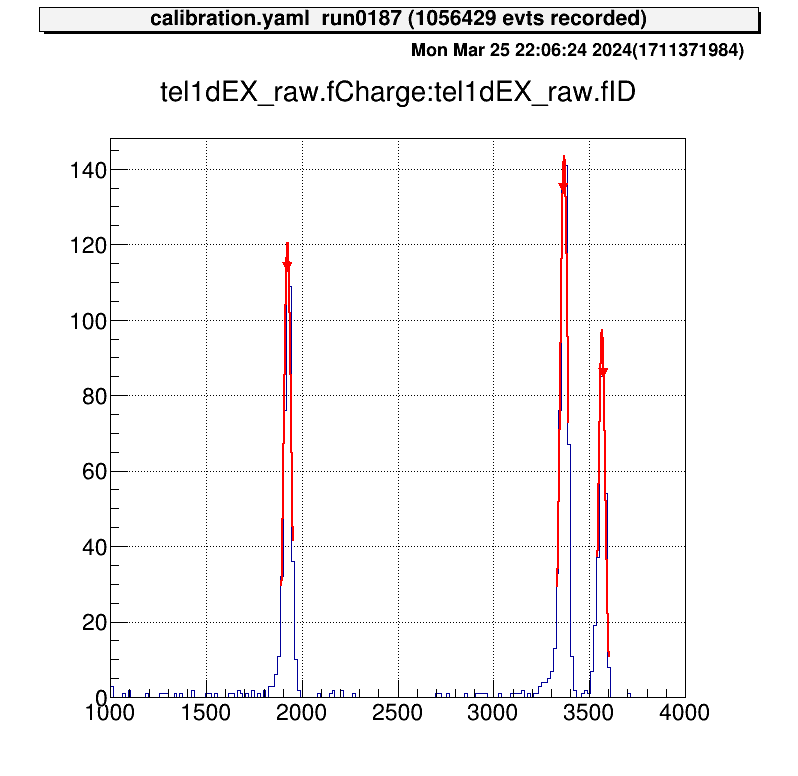 calibration.yaml run0187 (1056429 evts recorded)
Mon Mar 25 22:06:24 2024(1711371984)
tel1dEX_raw.fCharge:tel1dEX_raw.fID
140
120
100
80
60
40
20
0
1000 1500 2000 2500 3000 3500 4000